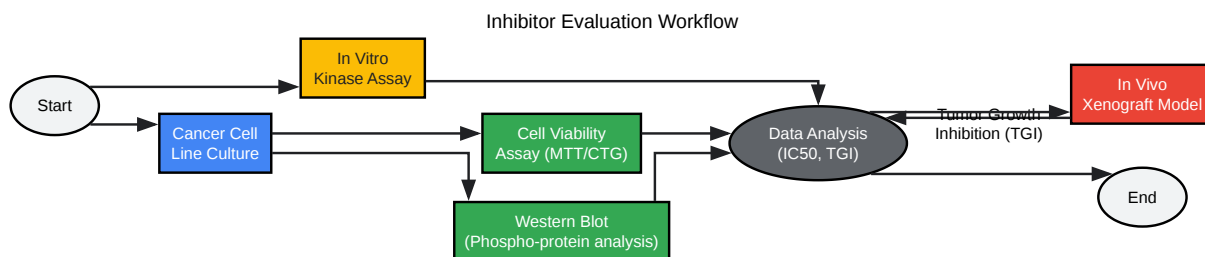 Inhibitor Evaluation Workflow
Start
In Vitro
Kinase Assay
Cancer Cell
Line Culture
Cell Viability
Assay (MTT/CTG)
Western Blot
(Phospho-protein analysis)
Data Analysis
(IC50, TGI)
Tumor Growth
Inhibition (TGI)
In Vivo
Xenograft Model
End